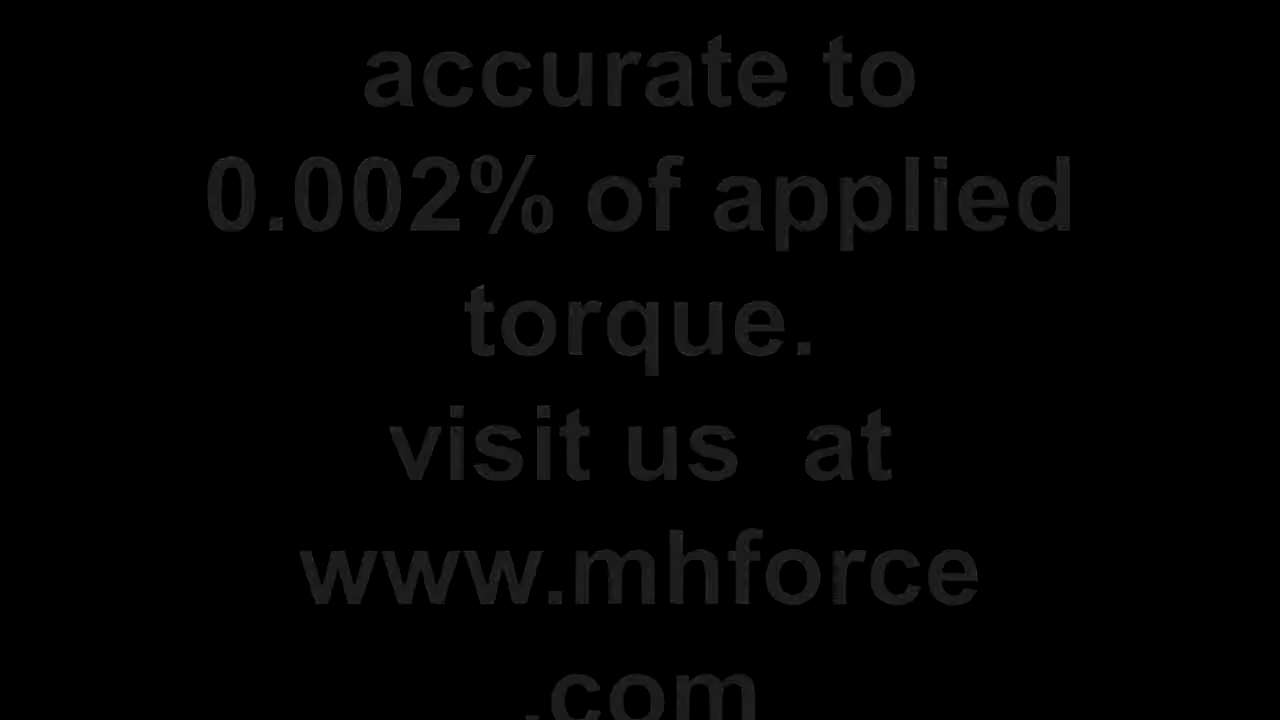 accurate to
0.002% of applied
torque.
visit us  at
www.mhforce
.com